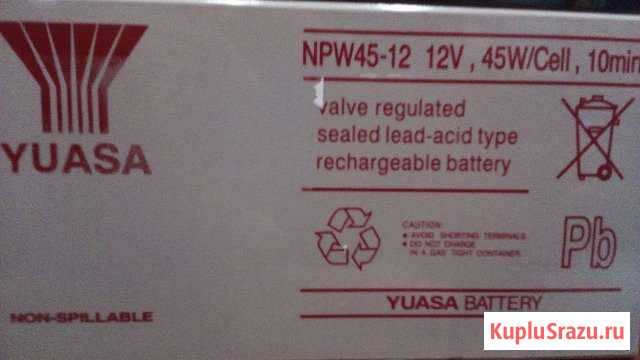 NPW45-12 12V , 45W/Cell , 10min
valve regulated
sealed lead-acid type
rechargeable battery
YUASA
CAUTION:
• AVOID SHORTING TERMINALS.
• DO NOT CHARGE
IN A GAS TIGHT CONTAINER.
Pb
YUASA BATTERY
NON-SPILLABLE
KupluSrazu.ru